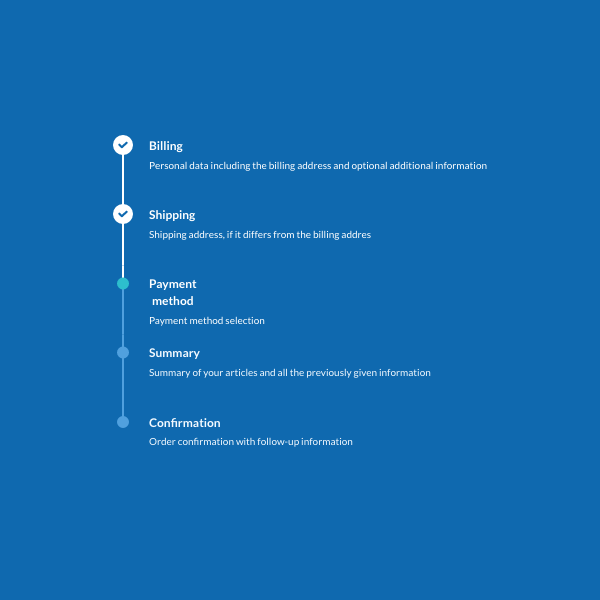 Billing
Personal data including the billing address and optional additional information
Shipping
Shipping address, if it differs from the billing addres
Payment
method
Payment method selection
Summary
Summary of your articles and all the previously given information
Confirmation
Order confirmation with follow-up information